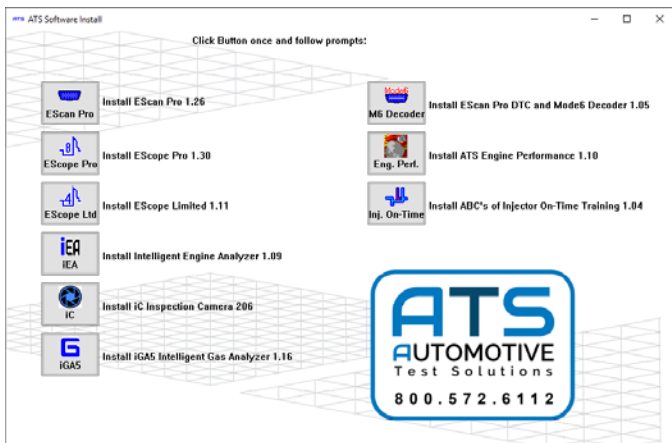 ATS ATS Software Install
Click Button once and follow prompts:
EScan Pro
Install EScan Pro 1.26
8
EScope Pro
Install EScope Pro 1.30
4
EScope Ltd
Install EScope Limited 1.11
iEA
iEA
Install Intelligent Engine Analyzer 1.09
iC
Install iC Inspection Camera 206
G
iGA5
Install iGA5 Intelligent Gas Analyzer 1.16
Mode6
M6 Decoder
Install EScan Pro DTC and Mode6 Decoder 1.05
Eng. Perf.
Install ATS Engine Performance 1.10
Inj. On-Time
Install ABC's of Injector On-Time Training 1.04
ATS
AUTOMOTIVE
Test Solutions
800.572.6112